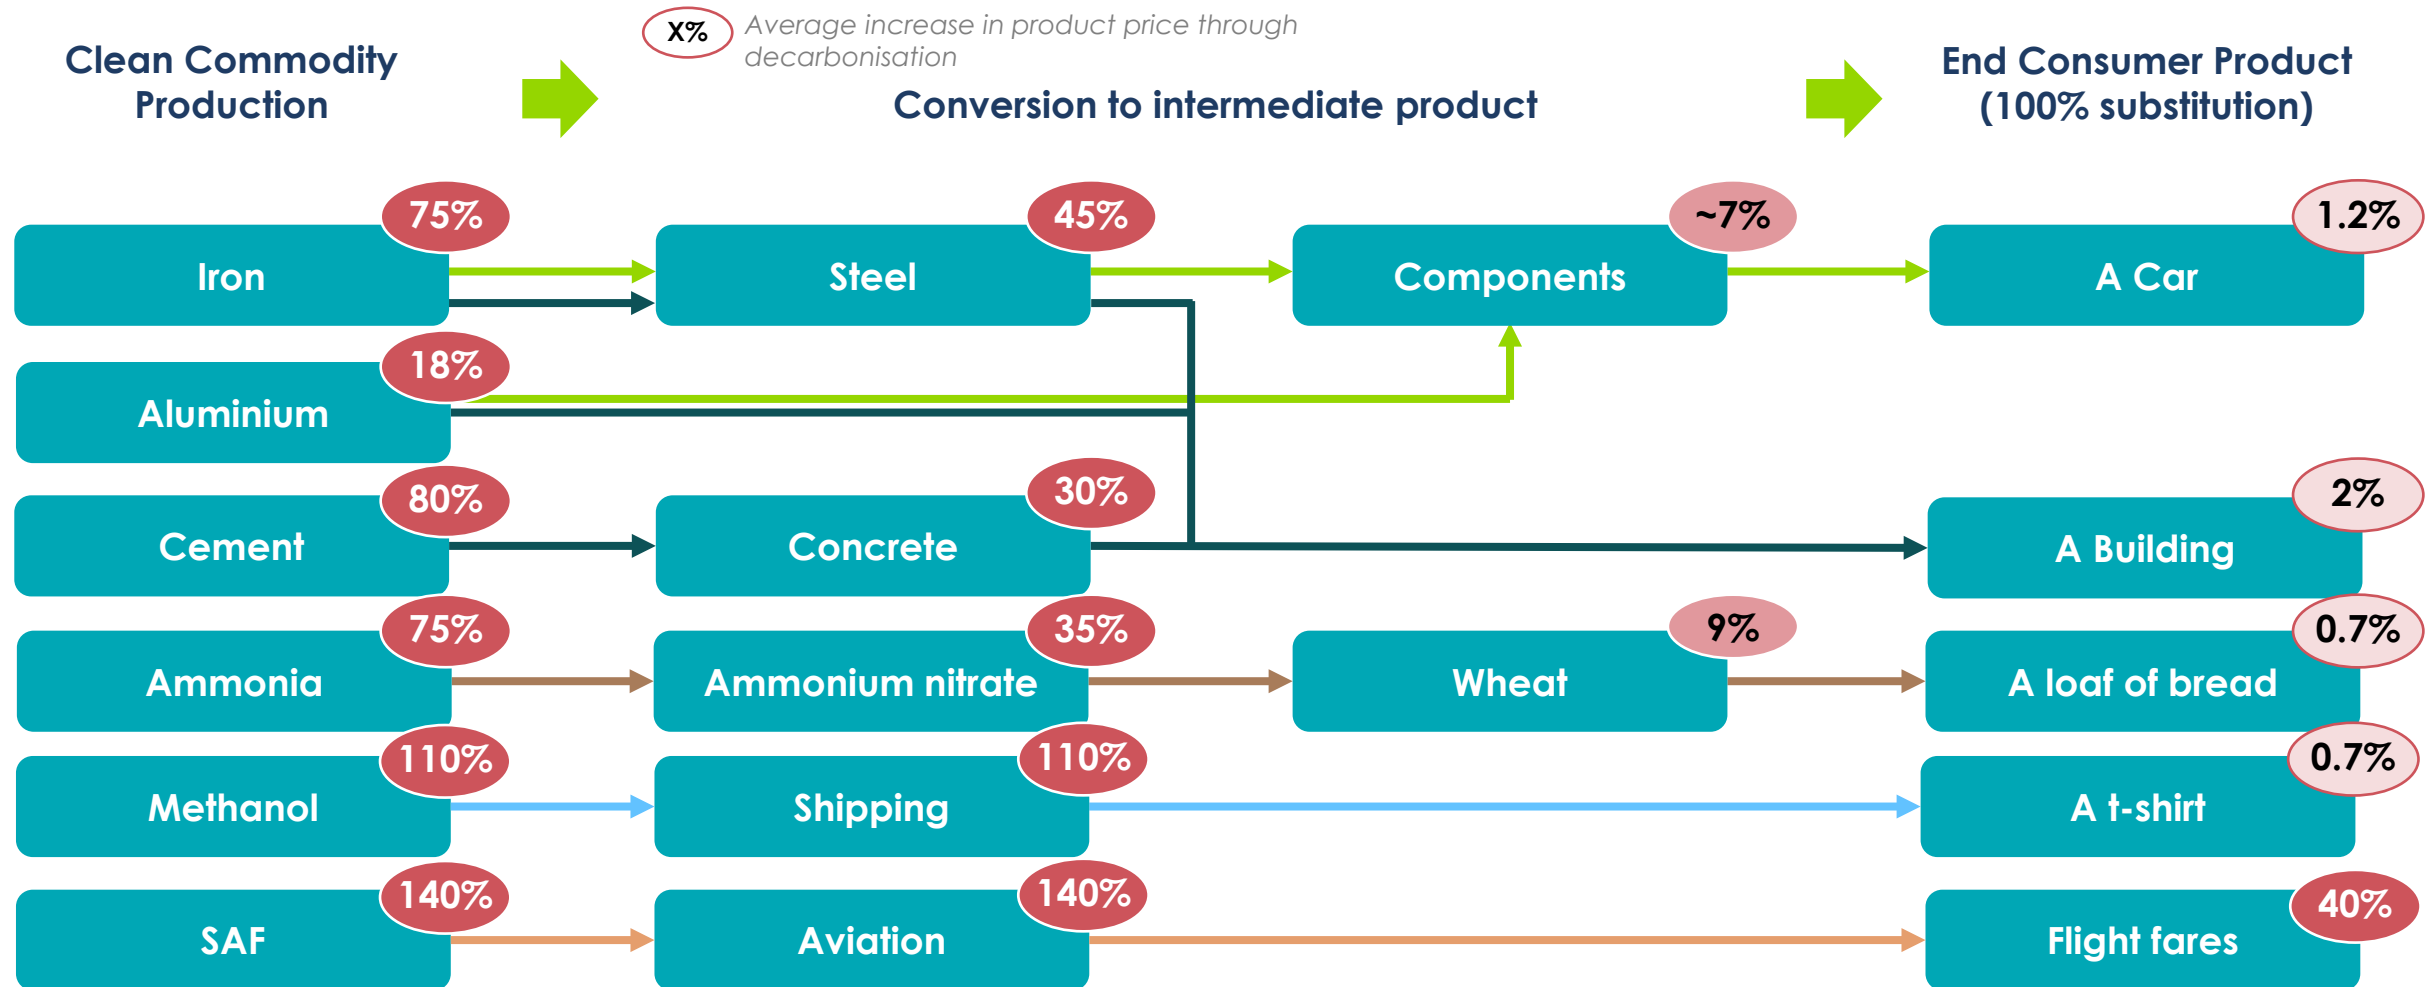 X%
Average increase in product price through
decarbonisation
Clean Commodity
Production
Conversion to intermediate product
End Consumer Product
(100% substitution)
75%
45%
~7%
1.2%
Iron
Steel
Components
A Car
18%
Aluminium
80%
30%
2%
Cement
Concrete
A Building
75%
35%
9%
0.7%
Ammonia
Ammonium nitrate
Wheat
A loaf of bread
110%
110%
0.7%
Methanol
Shipping
A t-shirt
140%
140%
40%
SAF
Aviation
Flight fares